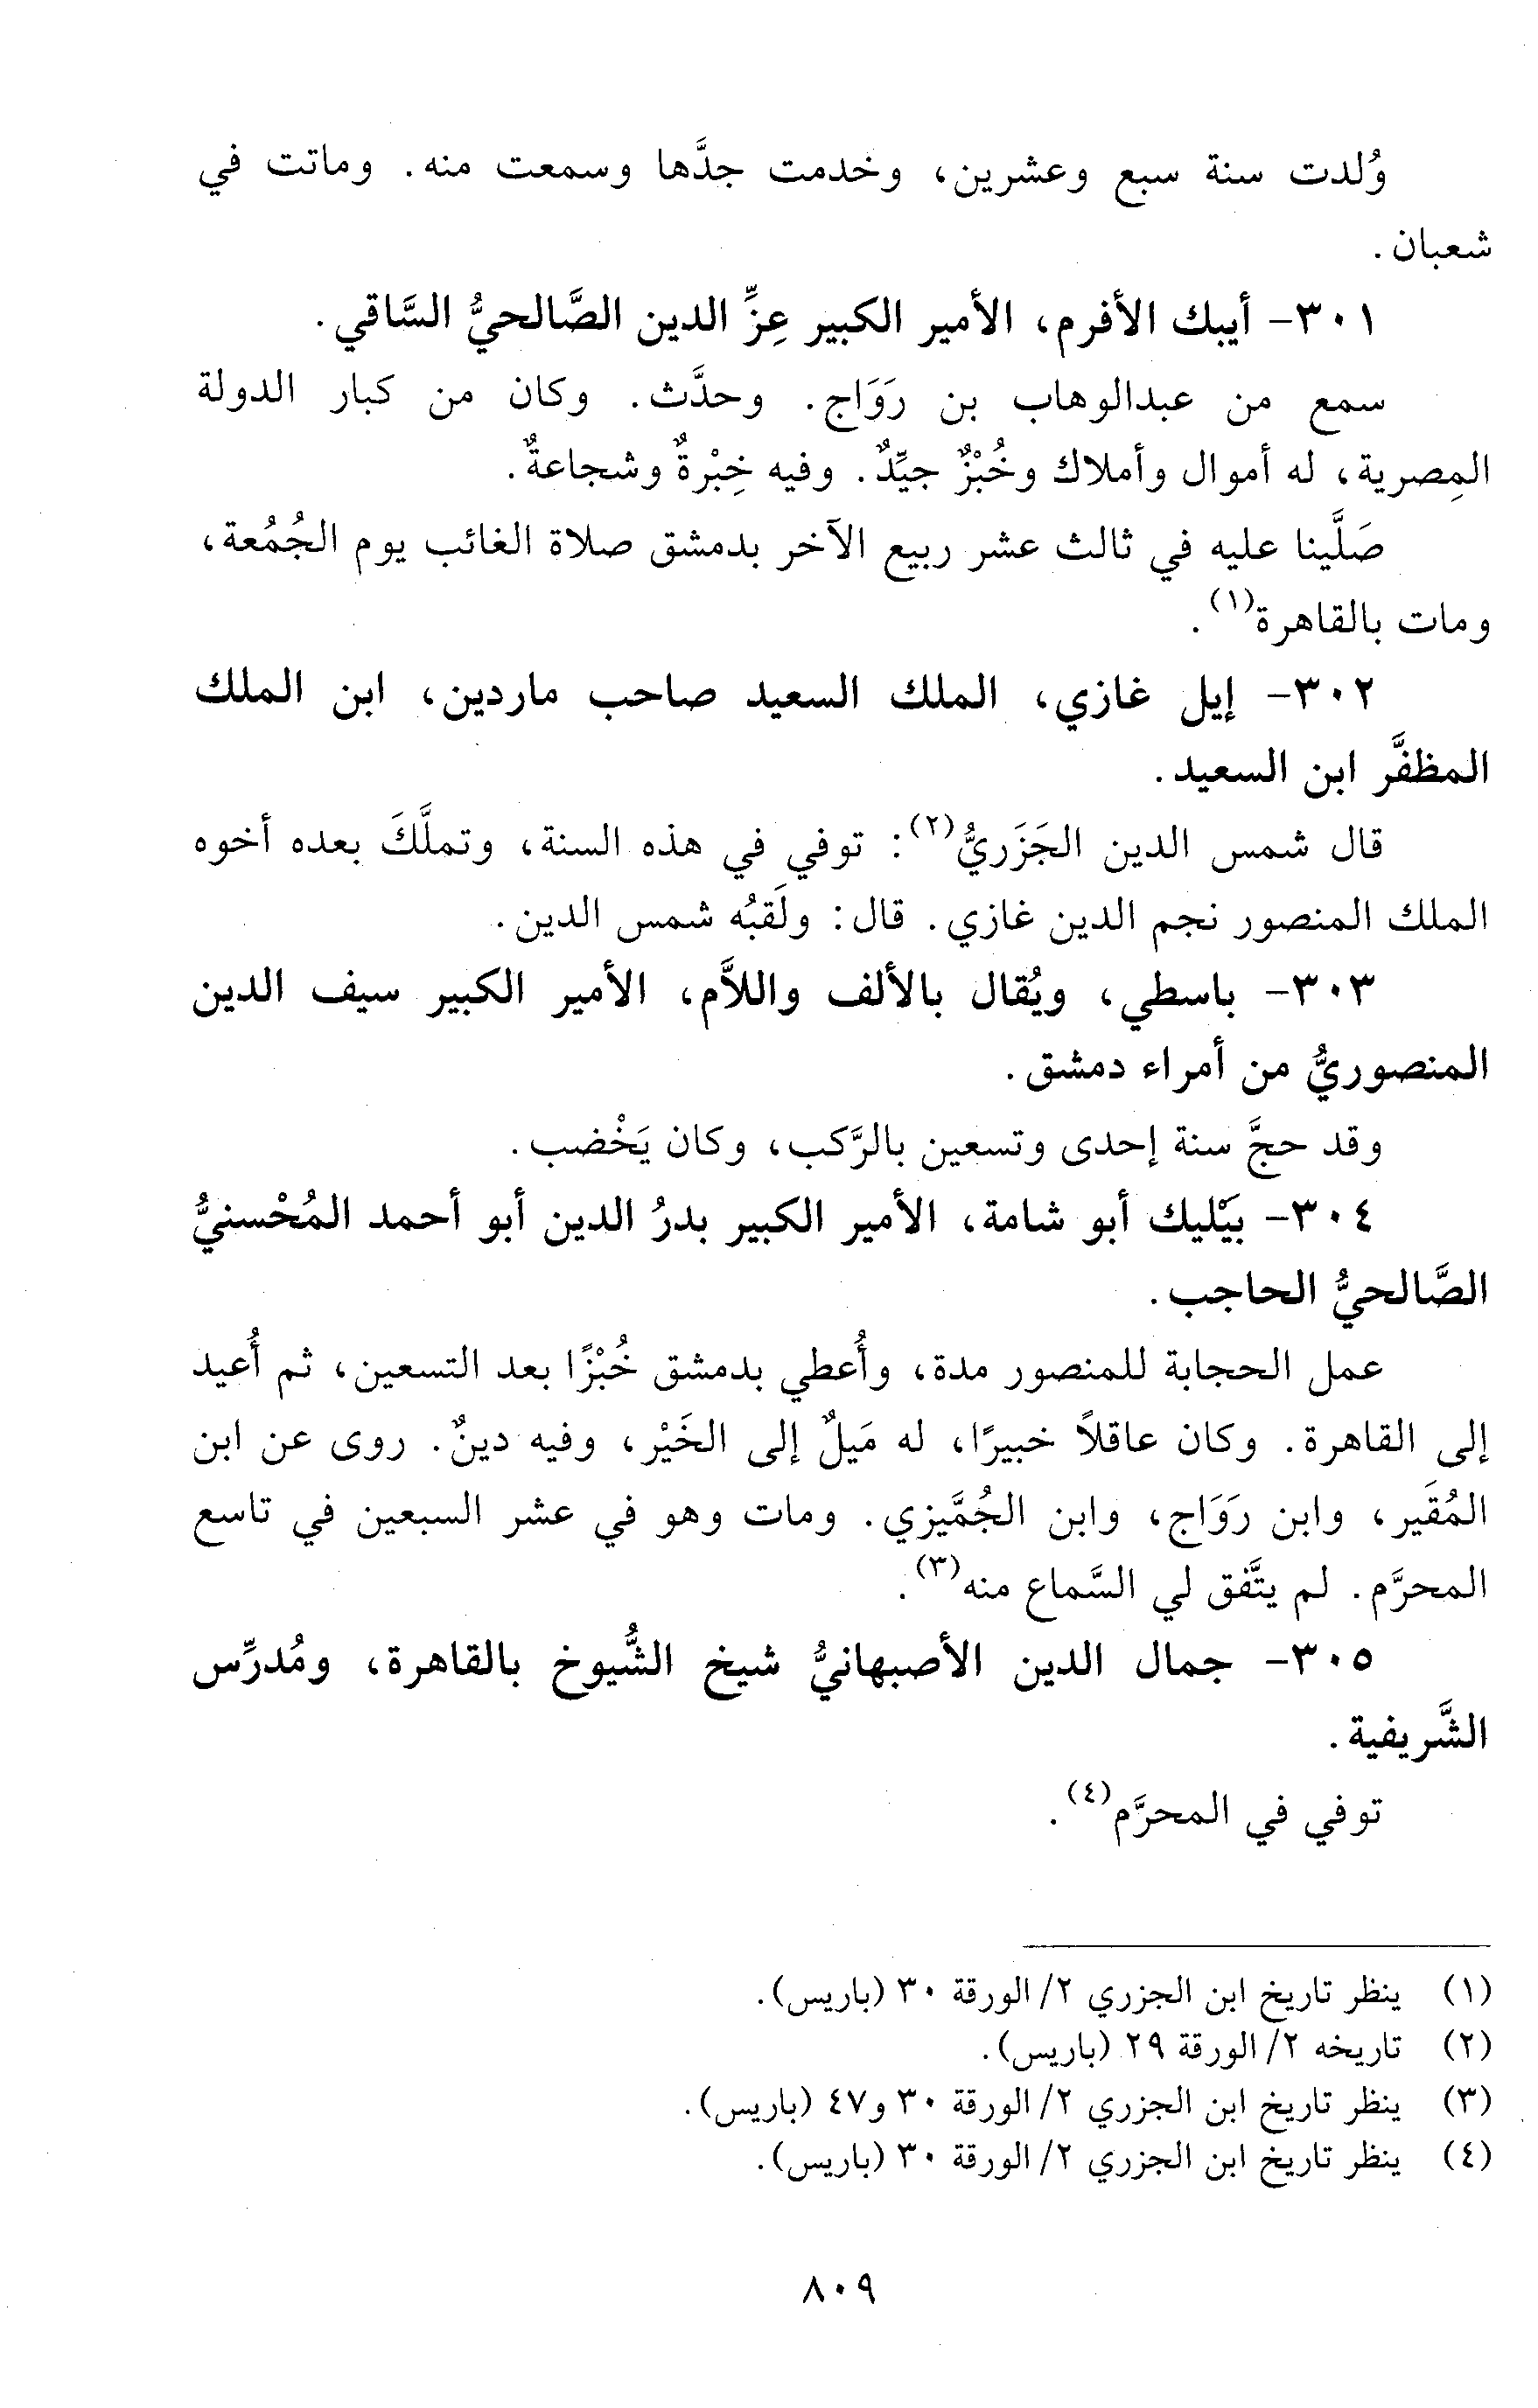 وُلدت سنة سبع وعشرين، وخدمت جدَّها وسمعت منه. وماتت في
شعبان.
٣٠١- أيبك الأفرم، الأمير الكبير عِزِّ الدين الصَّالحيُّ السَّاقي.
سمع من عبدالوهاب بن رَوَاج. وحدَّث. وكان من كبار الدولة
المِصرية، له أموال وأملاك وخُبْزٌ جيِّدٌ. وفيه خِبْرةٌ وشجاعةٌ.
صَلَّينا عليه في ثالث عشر ربيع الآخر بدمشق صلاة الغائب يوم الجُمُعة،
ومات بالقاهرة(١).
٣٠٢- إيل غازي، الملك السعيد صاحب ماردين، ابن الملك
المظفَّر ابن السعيد.
قال شمس الدين الجَزَريُّ(٢): توفي في هذه السنة، وتملَّكَ بعده أخوه
الملك المنصور نجم الدين غازي. قال: ولَقبُه شمس الدين.
٣٠٣- باسطي، ويُقال بالألف واللاَّم، الأمير الكبير سيف الدين
المنصوريُّ من أمراء دمشق.
وقد حجَّ سنة إحدى وتسعين بالرَّكب، وكان يَخْضب.
٣٠٤- بَيْليك أبو شامة، الأمير الكبير بدرُ الدين أبو أحمد المُحْسنيُّ
الصَّالحيُّ الحاجب.
عمل الحجابة للمنصور مدة، وأُعطي بدمشق خُبْزًا بعد التسعين، ثم أُعيد
إلى القاهرة. وكان عاقلاً خبيرًا، له مَيلٌ إلى الخَيْر، وفيه دينٌ. روى عن ابن
المُقَير، وابن رَوَاج، وابن الجُمَّيزي. ومات وهو في عشر السبعين في تاسع
المحرَّم. لم يتَّفق لي السَّماع منه(٣).
٣٠٥- جمال الدين الأصبهانيُّ شيخ الشُّيوخ بالقاهرة، ومُدرِّس
الشَّريفية.
توفي في المحرَّم(٤).
(١) ينظر تاريخ ابن الجزري ٢/ الورقة ٣٠ (باريس).
(٢) تاريخه ٢/ الورقة ٢٩ (باريس).
(٣) ينظر تاريخ ابن الجزري ٢/ الورقة ٣٠ و٤٧ (باريس).
(٤) ينظر تاريخ ابن الجزري ٢/ الورقة ٣٠ (باريس).
٨٠٩